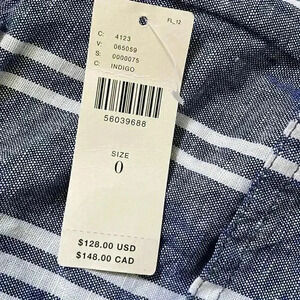 FL_12
C: 4123
V: 065059
S: 0000075
C: INDIGO
56039688
SIZE
0
$128.00 USD
$148.00 CAD